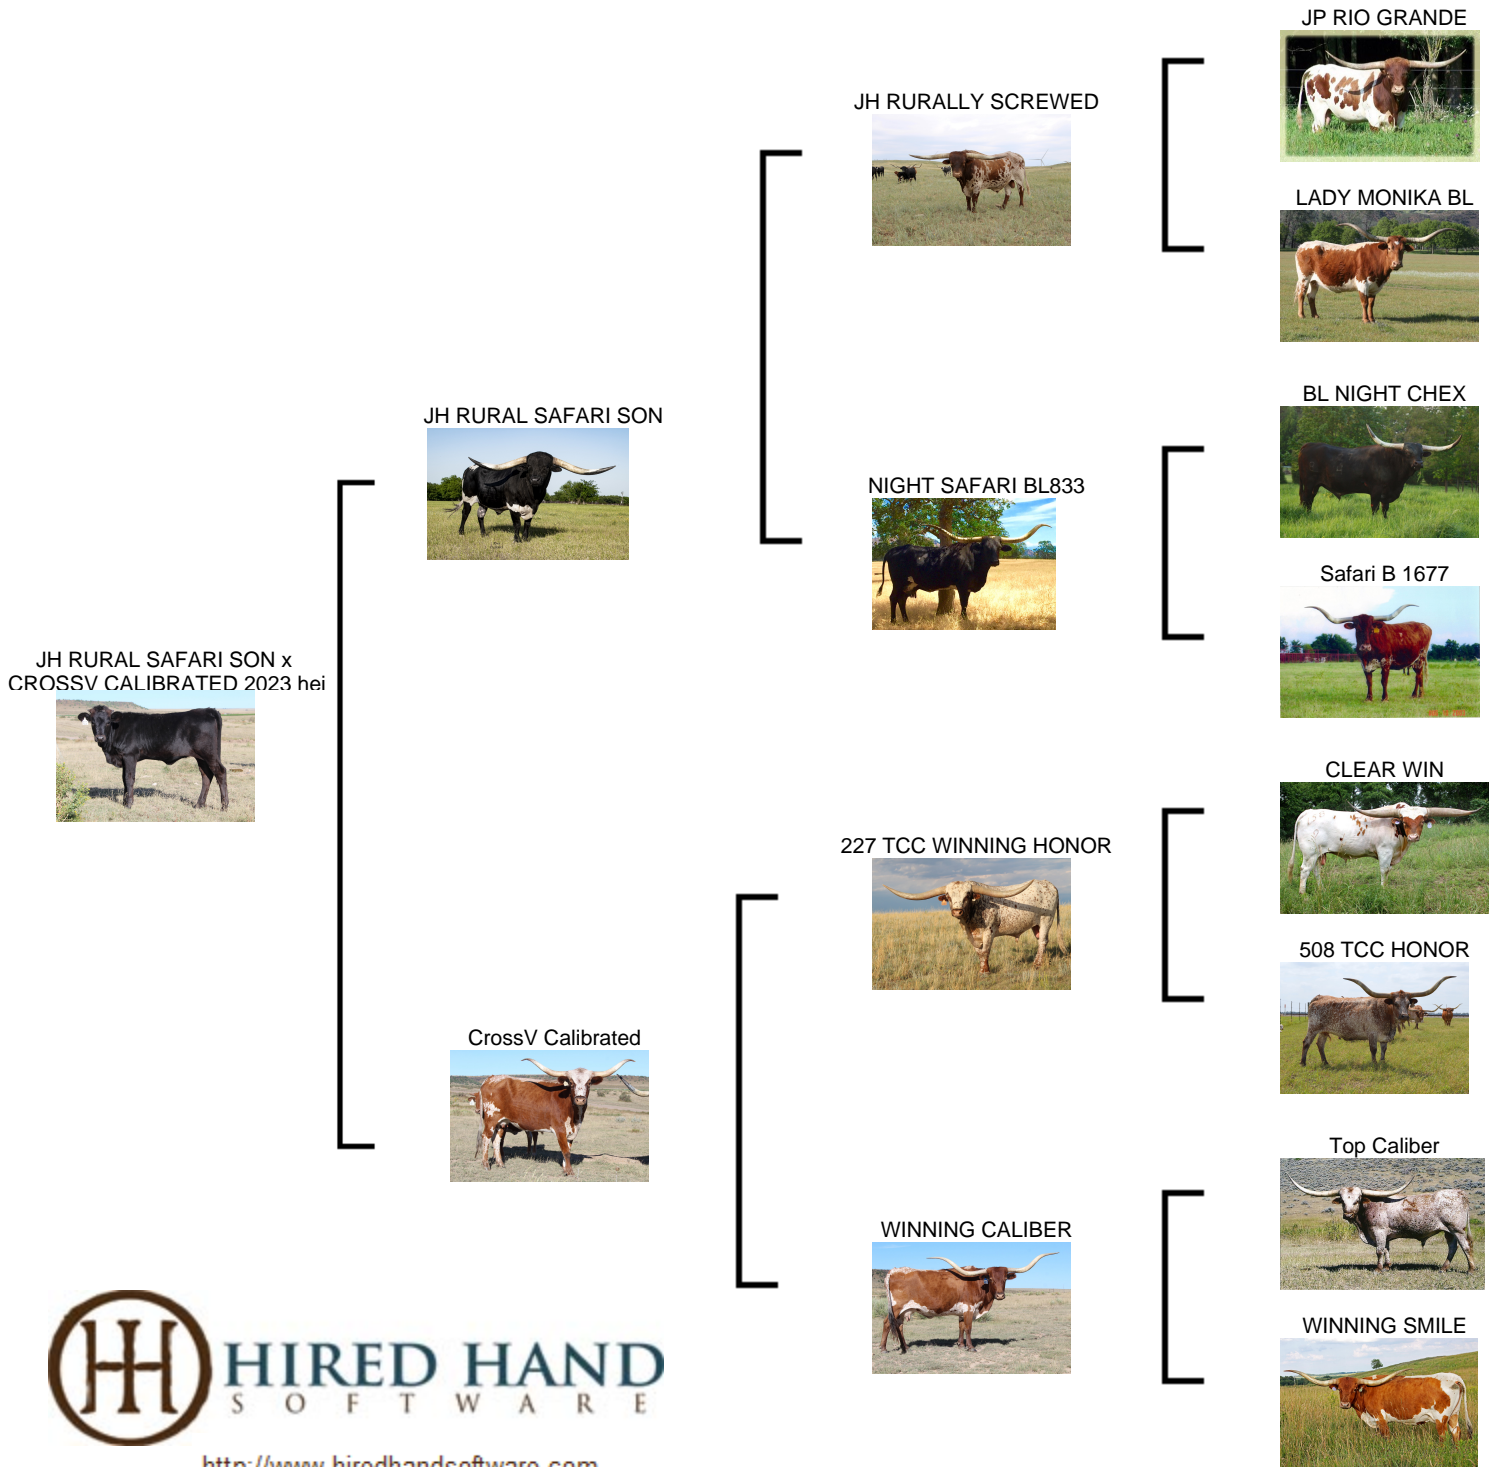 JP RIO GRANDE
JH RURALLY SCREWED
LADY MONIKA BL
BL NIGHT CHEX
JH RURAL SAFARI SON
NIGHT SAFARI BL833
Safari B 1677
JH RURAL SAFARI SON x
CROSSV CALIBRATED 2023 hei
CLEAR WIN
227 TCC WINNING HONOR
508 TCC HONOR
CrossV Calibrated
Top Caliber
WINNING CALIBER
WINNING SMILE
HIRED HAND
SOFTWARE
http://www.hiredhandsoftware.com